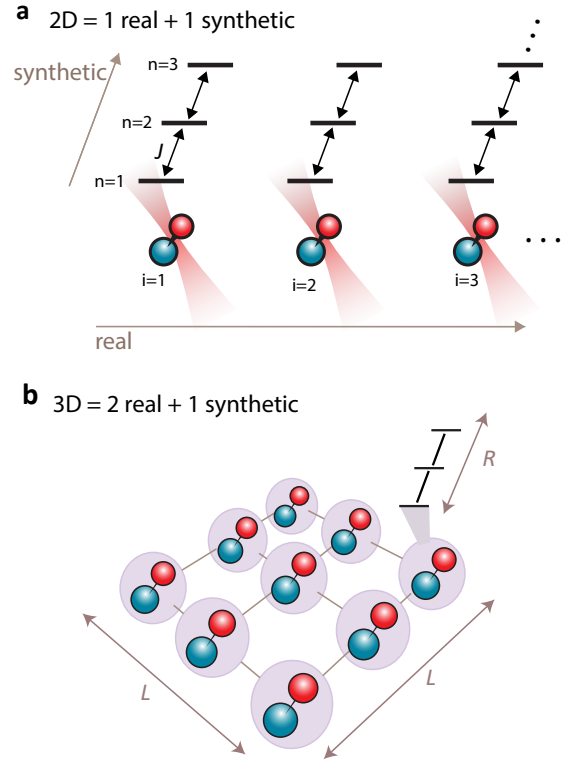 a
2D = 1 real + 1 synthetic
synthetic
n=3
n=2
J
n=1
i=1
i=2
i=3
...
real
b
3D = 2 real + 1 synthetic
R
L
L